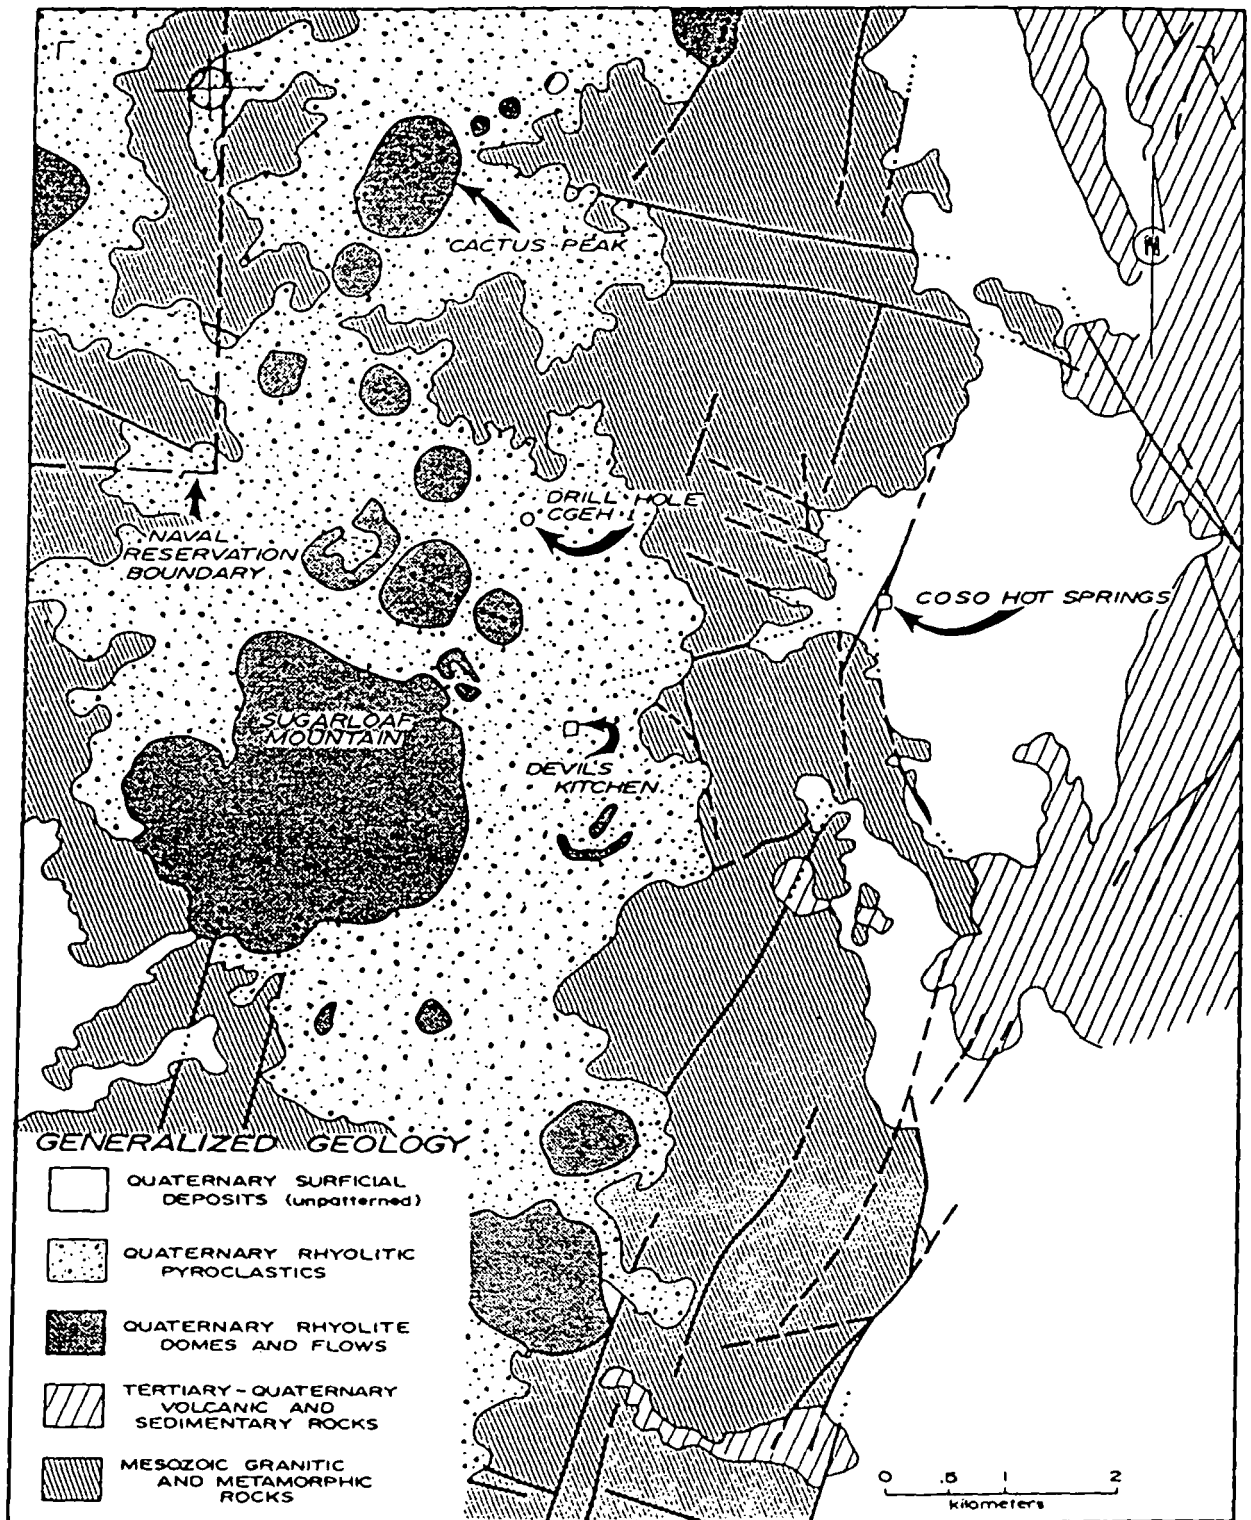 CACTUS PEAK
N
DRILL HOLE
CGEH
NAVAL
RESERVATION
BOUNDARY
COSO HOT SPRINGS
SUGARLOAF
MOUNTAIN
DEVIL'S
KITCHEN
GENERALIZED GEOLOGY
QUATERNARY SURFICIAL
DEPOSITS (unpatterned)
QUATERNARY RHYOLITIC
PYROCLASTICS
QUATERNARY RHYOLITE
DOMES AND FLOWS
TERTIARY-QUATERNARY
VOLCANIC AND
SEDIMENTARY ROCKS
MESOZOIC GRANITIC
AND METAMORPHIC
ROCKS
0 .5 1 2
kilometers